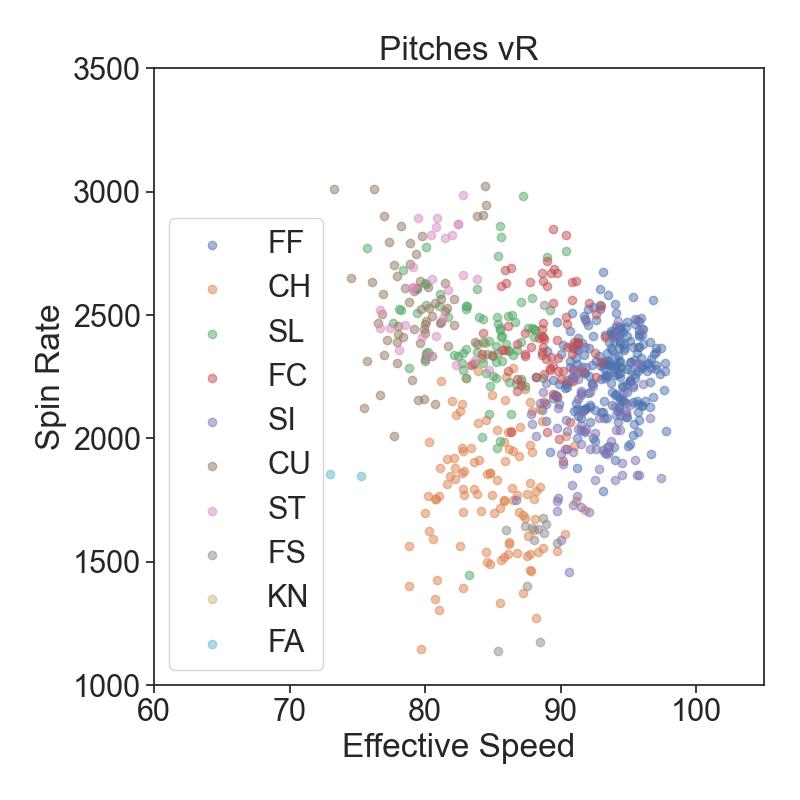 Pitches vR
3500
3000
2500
2000
1500
1000
Spin Rate
FF
CH
SL
FC
SI
CU
ST
FS
KN
FA
60 70 80 90 100
Effective Speed